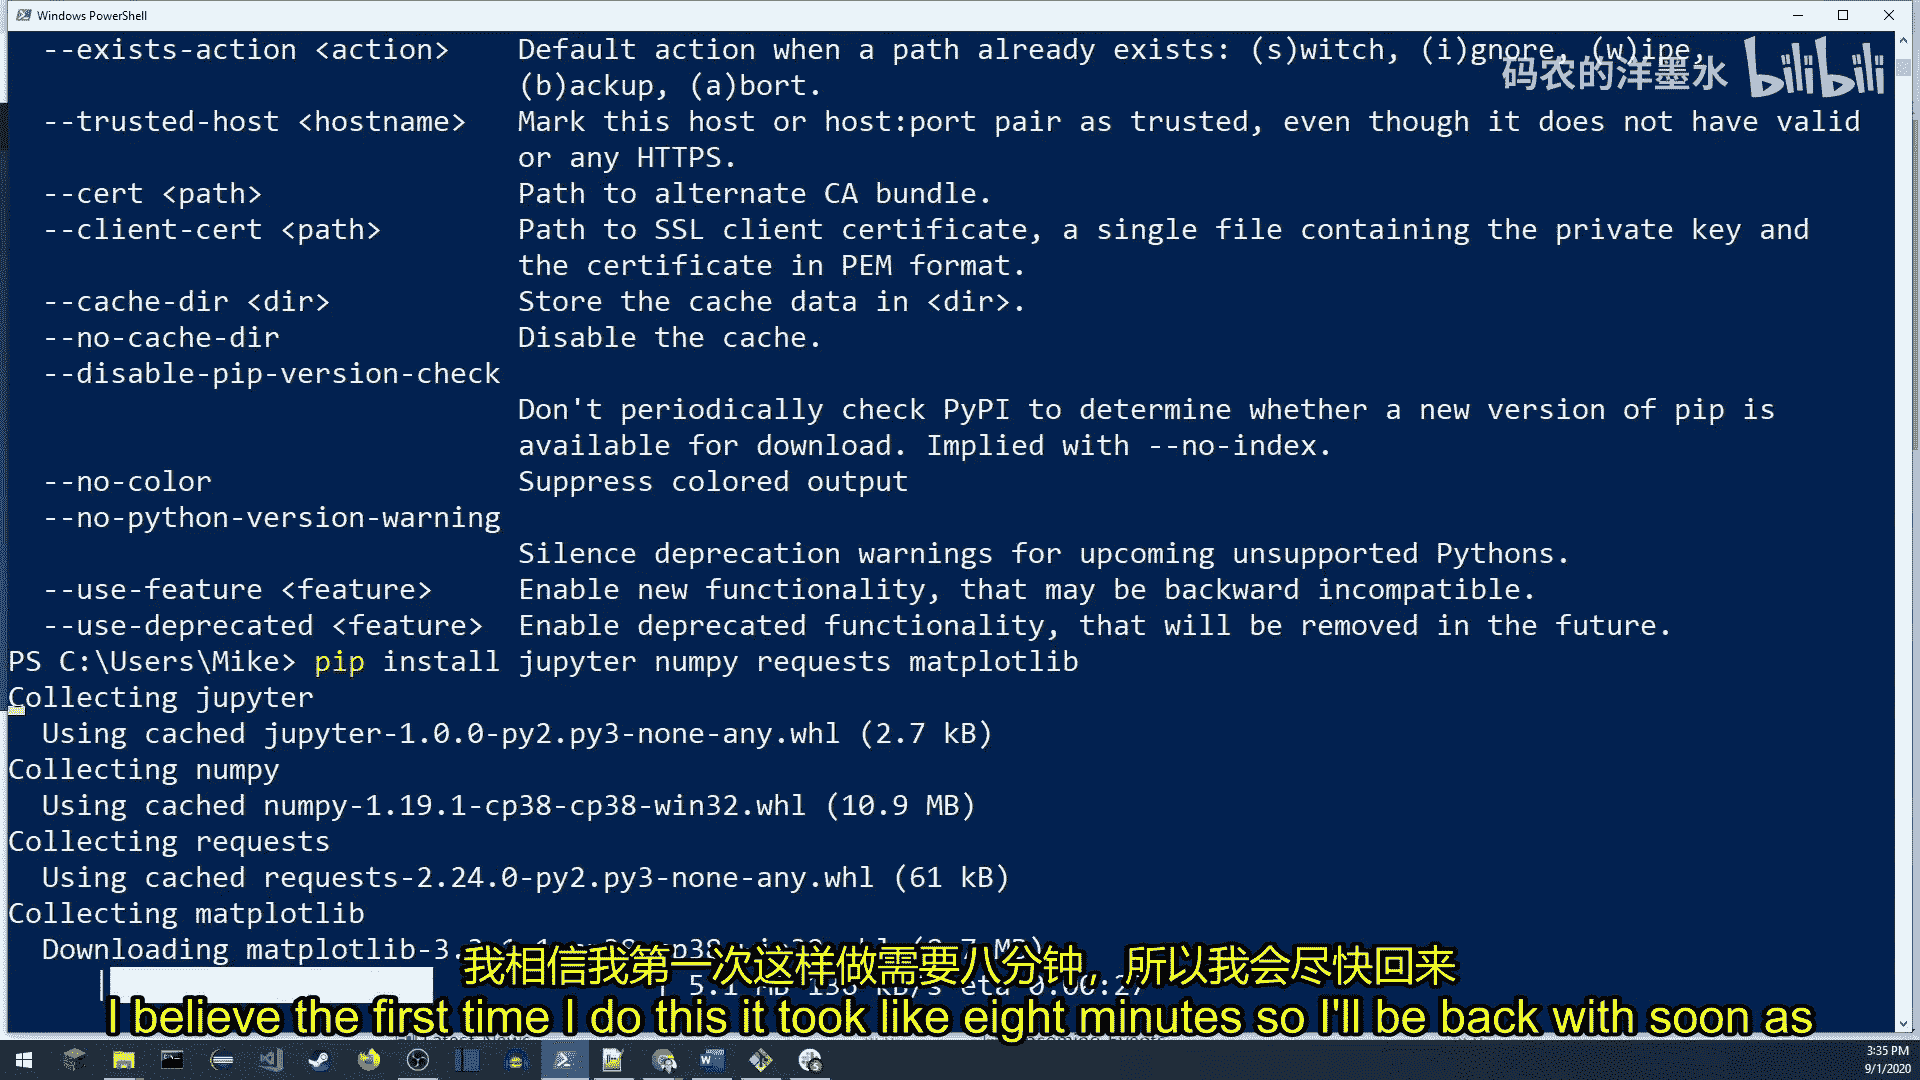 Windows PowerShell
--exists-action <action> Default action when a path already exists: (s)witch, (i)gnore, (w)ipe,
(b)ackup, (a)bort.
码农的洋墨水 bilibili
--trusted-host <hostname> Mark this host or host:port pair as trusted, even though it does not have valid
or any HTTPS.
--cert <path> Path to alternate CA bundle.
--client-cert <path> Path to SSL client certificate, a single file containing the private key and
the certificate in PEM format.
--cache-dir <dir> Store the cache data in <dir>.
--no-cache-dir Disable the cache.
--disable-pip-version-check
Don't periodically check PyPI to determine whether a new version of pip is
available for download. Implied with --no-index.
--no-color Suppress colored output
--no-python-version-warning
Silence deprecation warnings for upcoming unsupported Pythons.
--use-feature <feature> Enable new functionality, that may be backward incompatible.
--use-deprecated <feature> Enable deprecated functionality, that will be removed in the future.
PS C:\Users\Mike> pip install jupyter numpy requests matplotlib
Collecting jupyter
Using cached jupyter-1.0.0-py2.py3-none-any.whl (2.7 kB)
Collecting numpy
Using cached numpy-1.19.1-cp38-cp38-win32.whl (10.9 MB)
Collecting requests
Using cached requests-2.24.0-py2.py3-none-any.whl (61 kB)
Collecting matplotlib
Downloading matplotlib-3.
我相信我第一次这样做需要八分钟，所以我会尽快回来
| 5.1 MB 136 kB/s eta 0:00:27
I believe the first time I do this it took like eight minutes so I'll be back with soon as
3:35 PM
9/1/2020